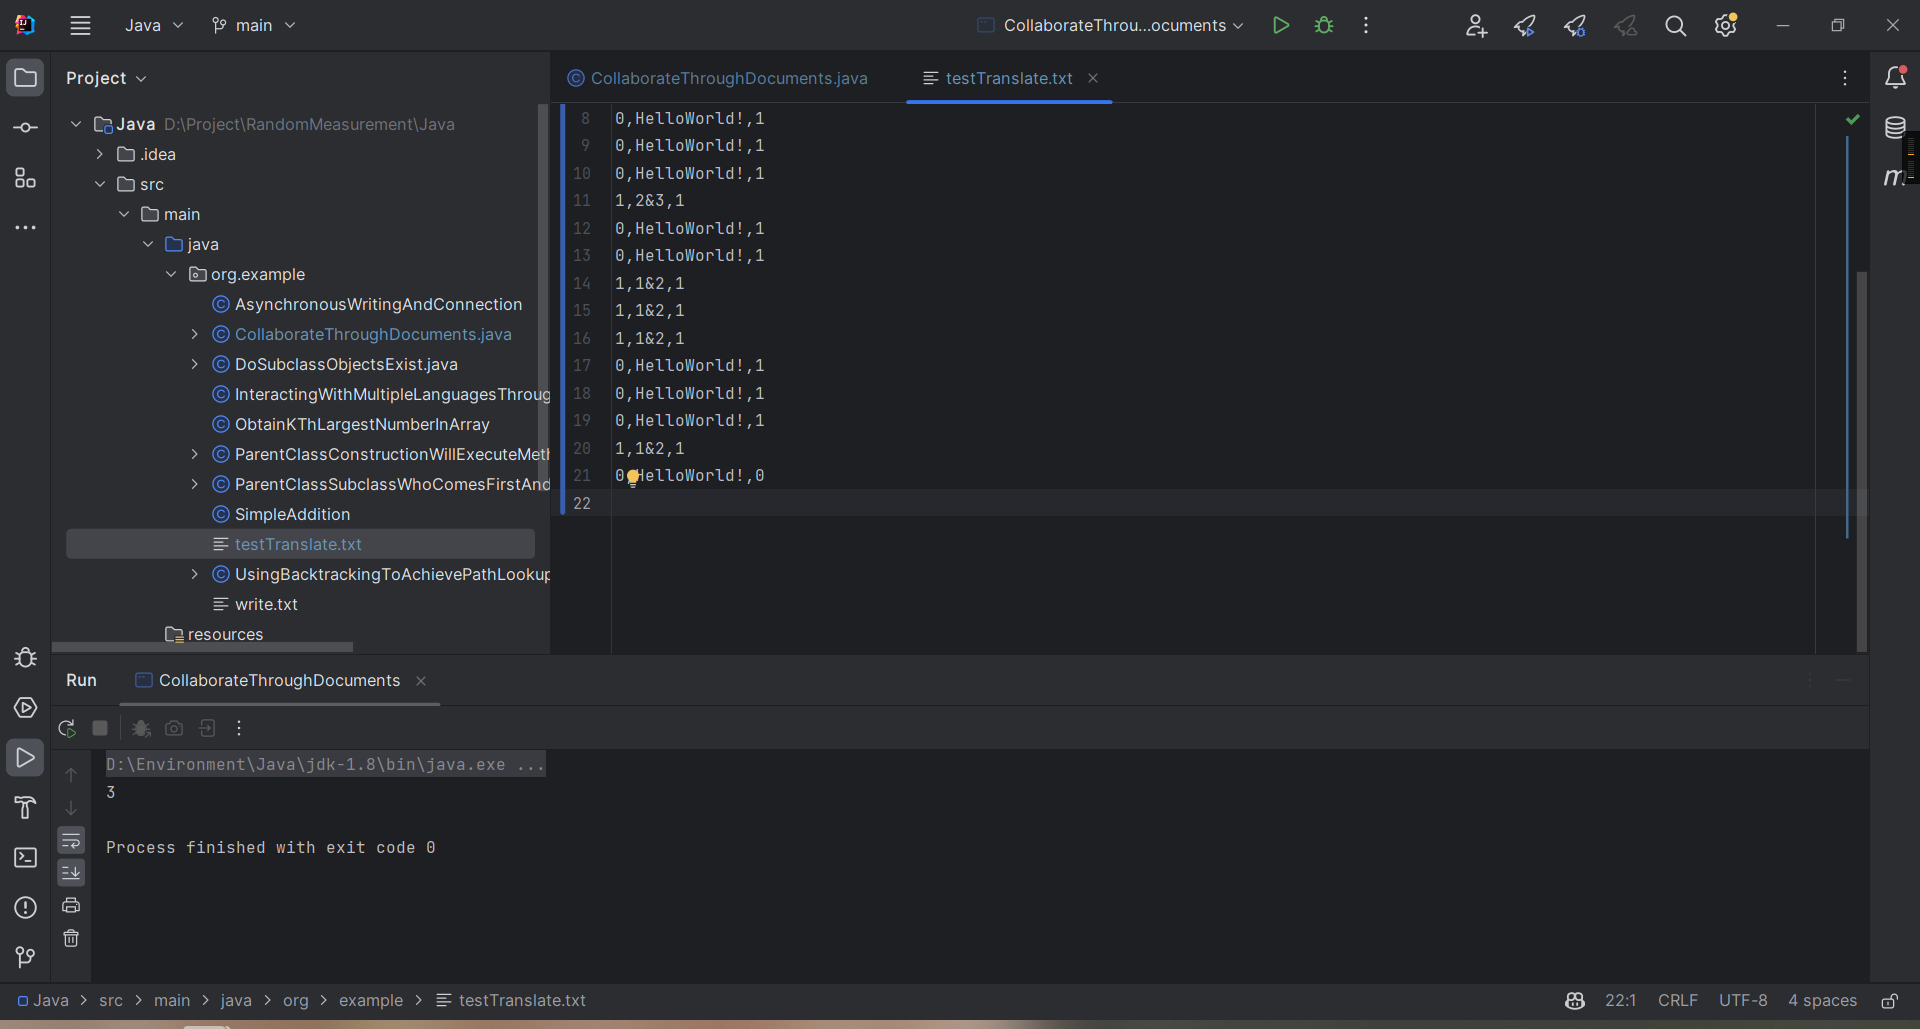 Java
main
CollaborateThrou...ocuments
Project
CollaborateThroughDocuments.java
testTranslate.txt
Java D:\Project\RandomMeasurement\Java
.idea
src
main
java
org.example
AsynchronousWritingAndConnection
CollaborateThroughDocuments.java
DoSubclassObjectsExist.java
InteractingWithMultipleLanguagesThroug
ObtainKThLargestNumberInArray
ParentClassConstructionWillExecuteMeth
ParentClassSubclassWhoComesFirstAnd
SimpleAddition
testTranslate.txt
UsingBacktrackingToAchievePathLookup
write.txt
resources
8 0,HelloWorld!,1
9 0,HelloWorld!,1
10 0,HelloWorld!,1
11 1,2&3,1
12 0,HelloWorld!,1
13 0,HelloWorld!,1
14 1,1&2,1
15 1,1&2,1
16 1,1&2,1
17 0,HelloWorld!,1
18 0,HelloWorld!,1
19 0,HelloWorld!,1
20 1,1&2,1
21 0,HelloWorld!,0
22
m
Run
CollaborateThroughDocuments
D:\Environment\Java\jdk-1.8\bin\java.exe ...
3
Process finished with exit code 0
Java > src > main > java > org > example > testTranslate.txt
22:1 CRLF UTF-8 4 spaces